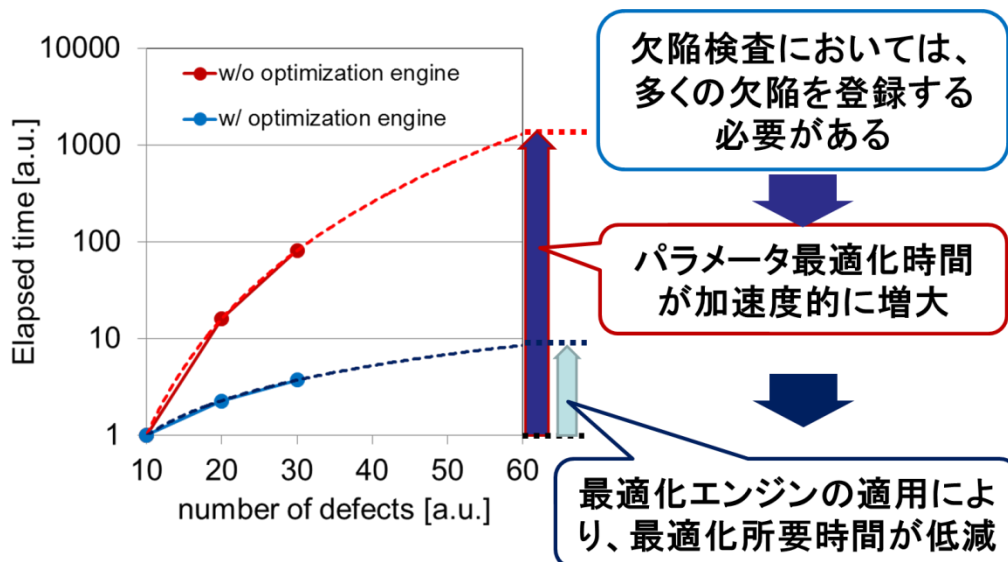 10000
1000
100
10
1
Elapsed time [a.u.]
w/o optimization engine
w/ optimization engine
10 20 30 40 50 60
number of defects [a.u.]
欠陥検査においては、
多くの欠陥を登録する
必要がある
パラメータ最適化時間
が加速度的に増大
最適化エンジンの適用によ
り、最適化所要時間が低減